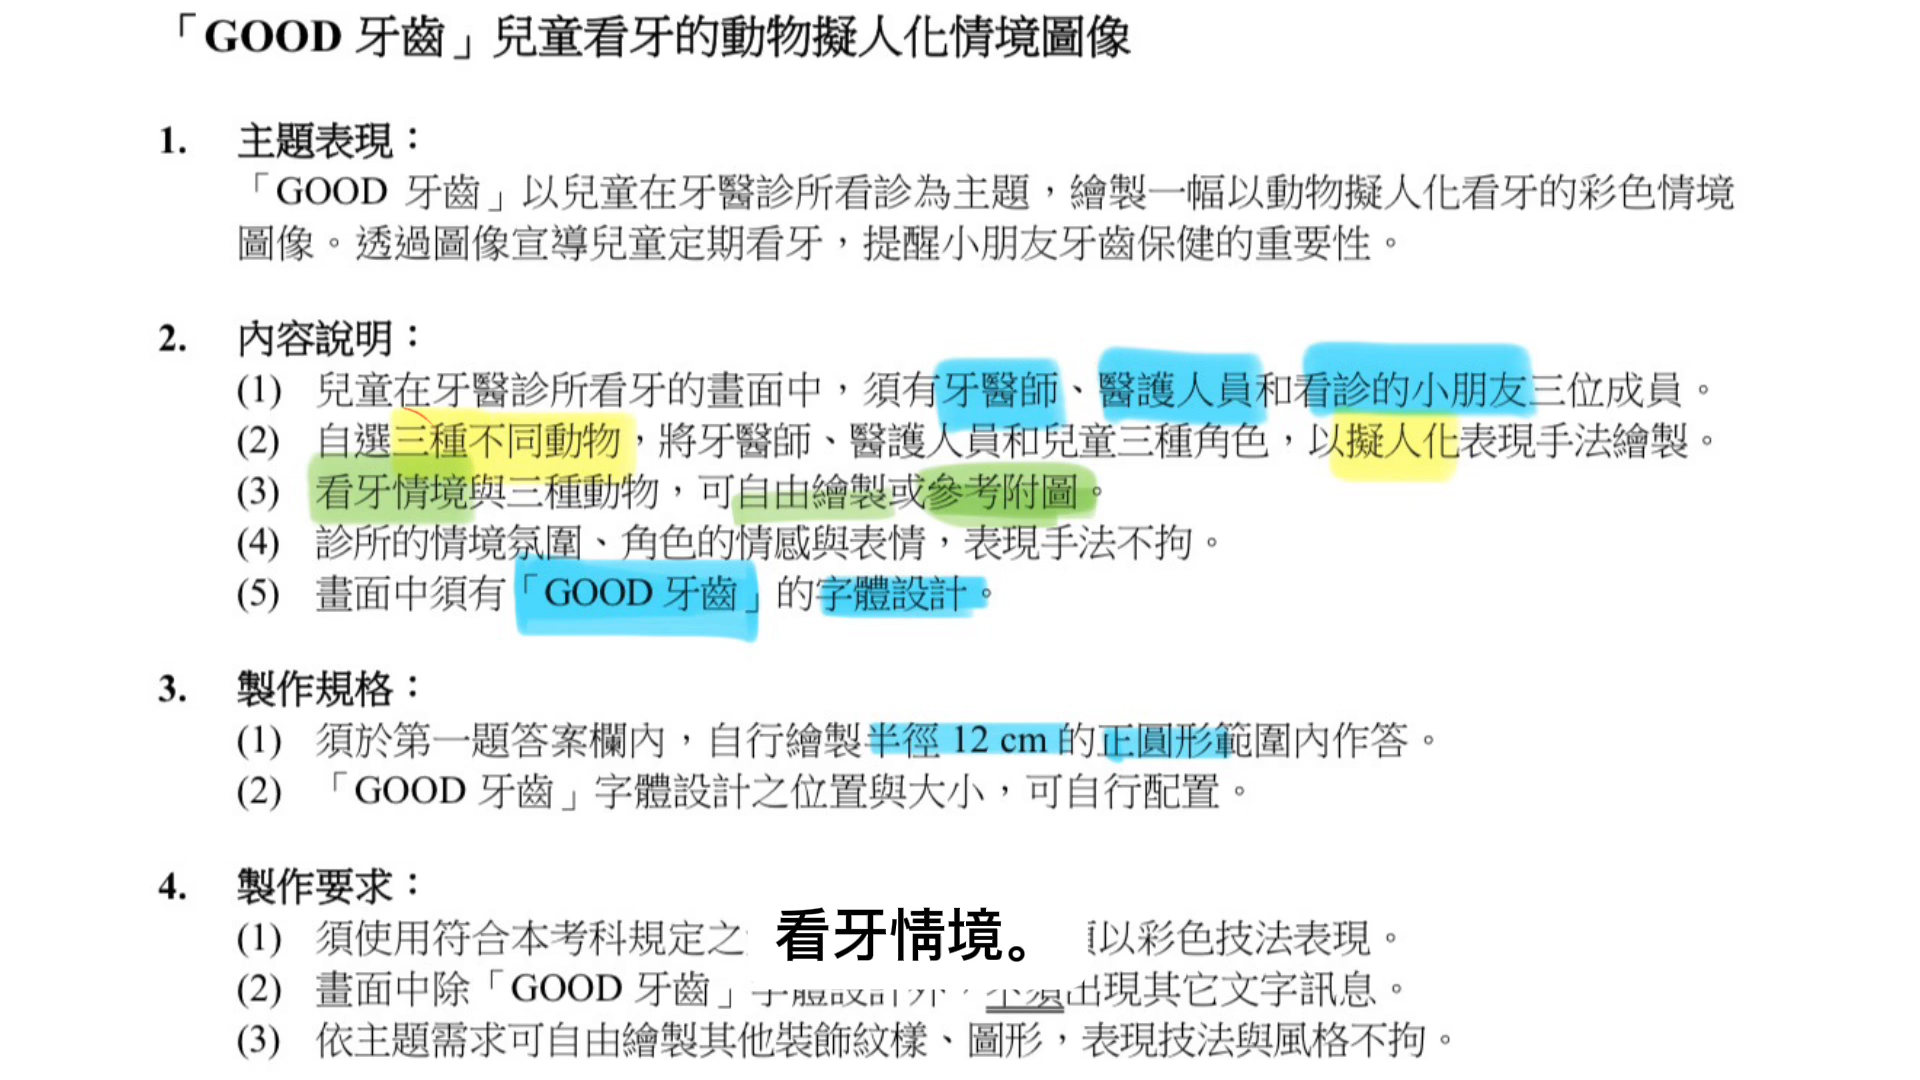 「GOOD 牙齒」兒童看牙的動物擬人化情境圖像
1. 主題表現：
「GOOD 牙齒」以兒童在牙醫診所看診為主題，繪製一幅以動物擬人化看牙的彩色情境
圖像。透過圖像宣導兒童定期看牙，提醒小朋友牙齒保健的重要性。
2. 內容說明：
(1) 兒童在牙醫診所看牙的畫面中，須有牙醫師、醫護人員和看診的小朋友三位成員。
(2) 自選三種不同動物，將牙醫師、醫護人員和兒童三種角色，以擬人化表現手法繪製。
(3) 看牙情境與三種動物，可自由繪製或參考附圖。
(4) 診所的情境氛圍、角色的情感與表情，表現手法不拘。
(5) 畫面中須有「GOOD 牙齒」的字體設計。
3. 製作規格：
(1) 須於第一題答案欄內，自行繪製半徑 12 cm 的正圓形範圍內作答。
(2) 「GOOD 牙齒」字體設計之位置與大小，可自行配置。
4. 製作要求：
(1) 須使用符合本考科規定之 以彩色技法表現。
看牙情境。
(2) 畫面中除「GOOD 牙齒」字體設計外，不須出現其它文字訊息。
(3) 依主題需求可自由繪製其他裝飾紋樣、圖形，表現技法與風格不拘。